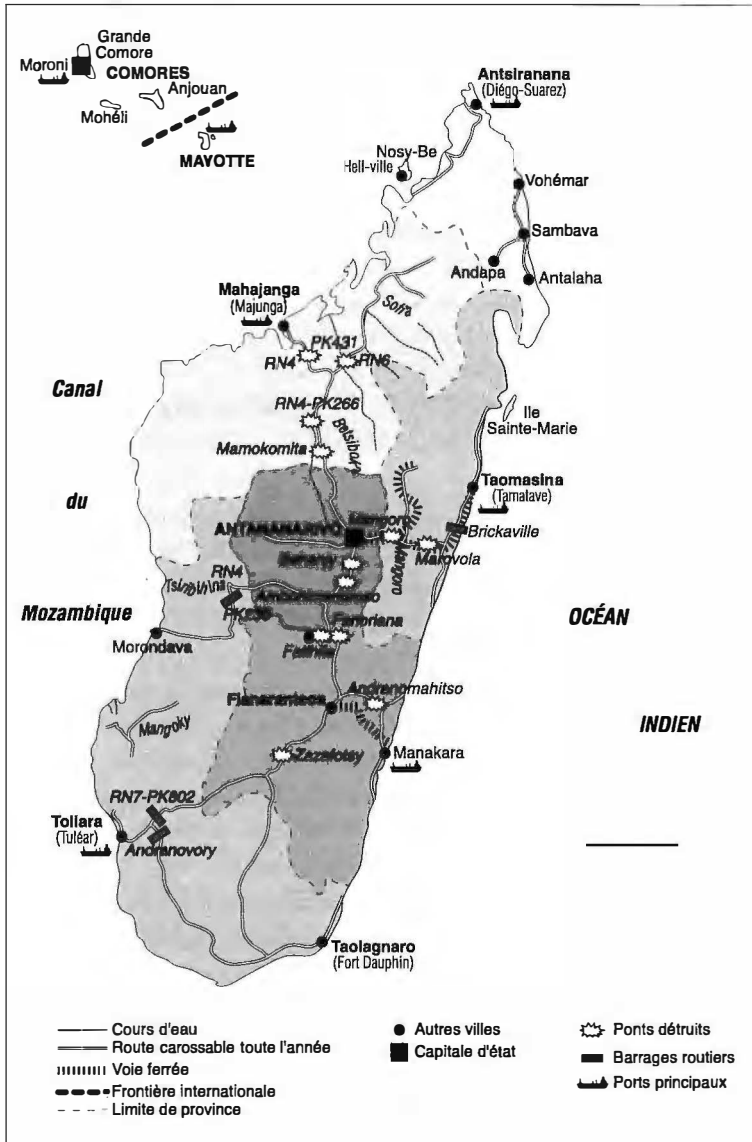 Grande
Comore
Moroni
COMORES
Anjouan
Mohéli
MAYOTTE
Antsiranana
(Diégo-Suarez)
Nosy-Be
Hell-ville
Vohémar
Sambava
Andapa
Antalaha
Mahajanga
(Majunga)
Sofia
PK431
RN4
RN6
Canal
RN4-PK266
Ile
Sainte-Marie
Betsiboka
Mamokomita
Taomasina
(Tamatave)
Mangoro
ANTANANARIVO
Brickaville
Marovola
Mangoro
RN4
Tsiribihina
du
Mozambique
Fanoriana
OCÉAN
Morondava
Fatihita
Andranomahitso
Fianarantsoa
Mangoky
INDIEN
Zazafotsy
Manakara
RN7-PK802
Toliara
(Tuléar)
Andranovory
Taolagnaro
(Fort Dauphin)
Cours d'eau
Route carossable toute l'année
Voie ferrée
Frontière internationale
Limite de province
Autres villes
Capitale d'état
Ponts détruits
Barrages routiers
Ports principaux